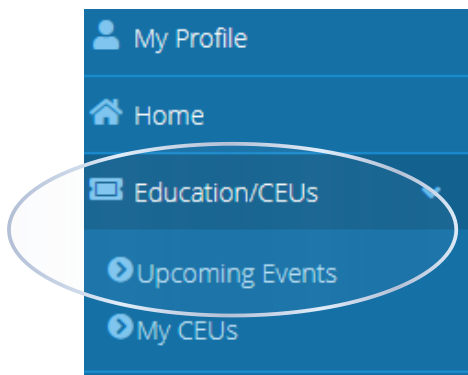 My Profile
Home
Education/CEUs
Upcoming Events
My CEUs